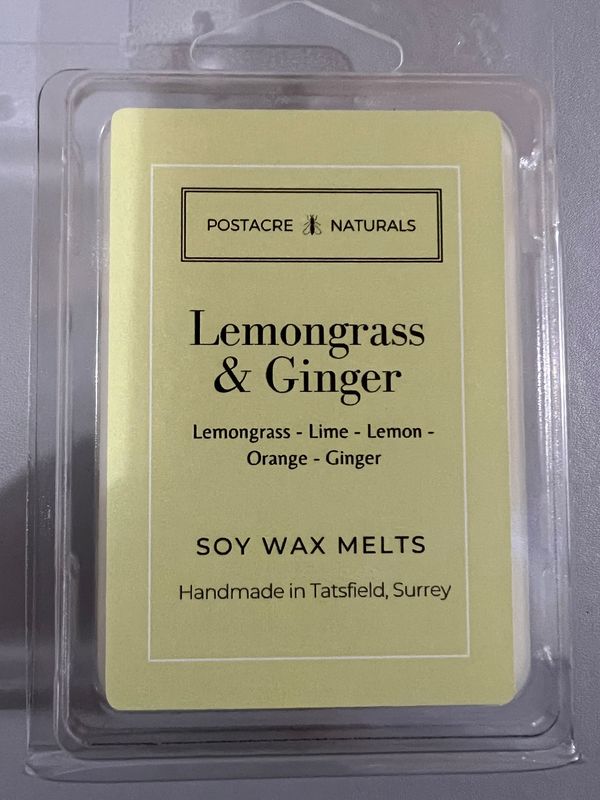 POSTACRE NATURALS
Lemongrass
& Ginger
Lemongrass - Lime - Lemon -
Orange - Ginger
SOY WAX MELTS
Handmade in Tatsfield, Surrey